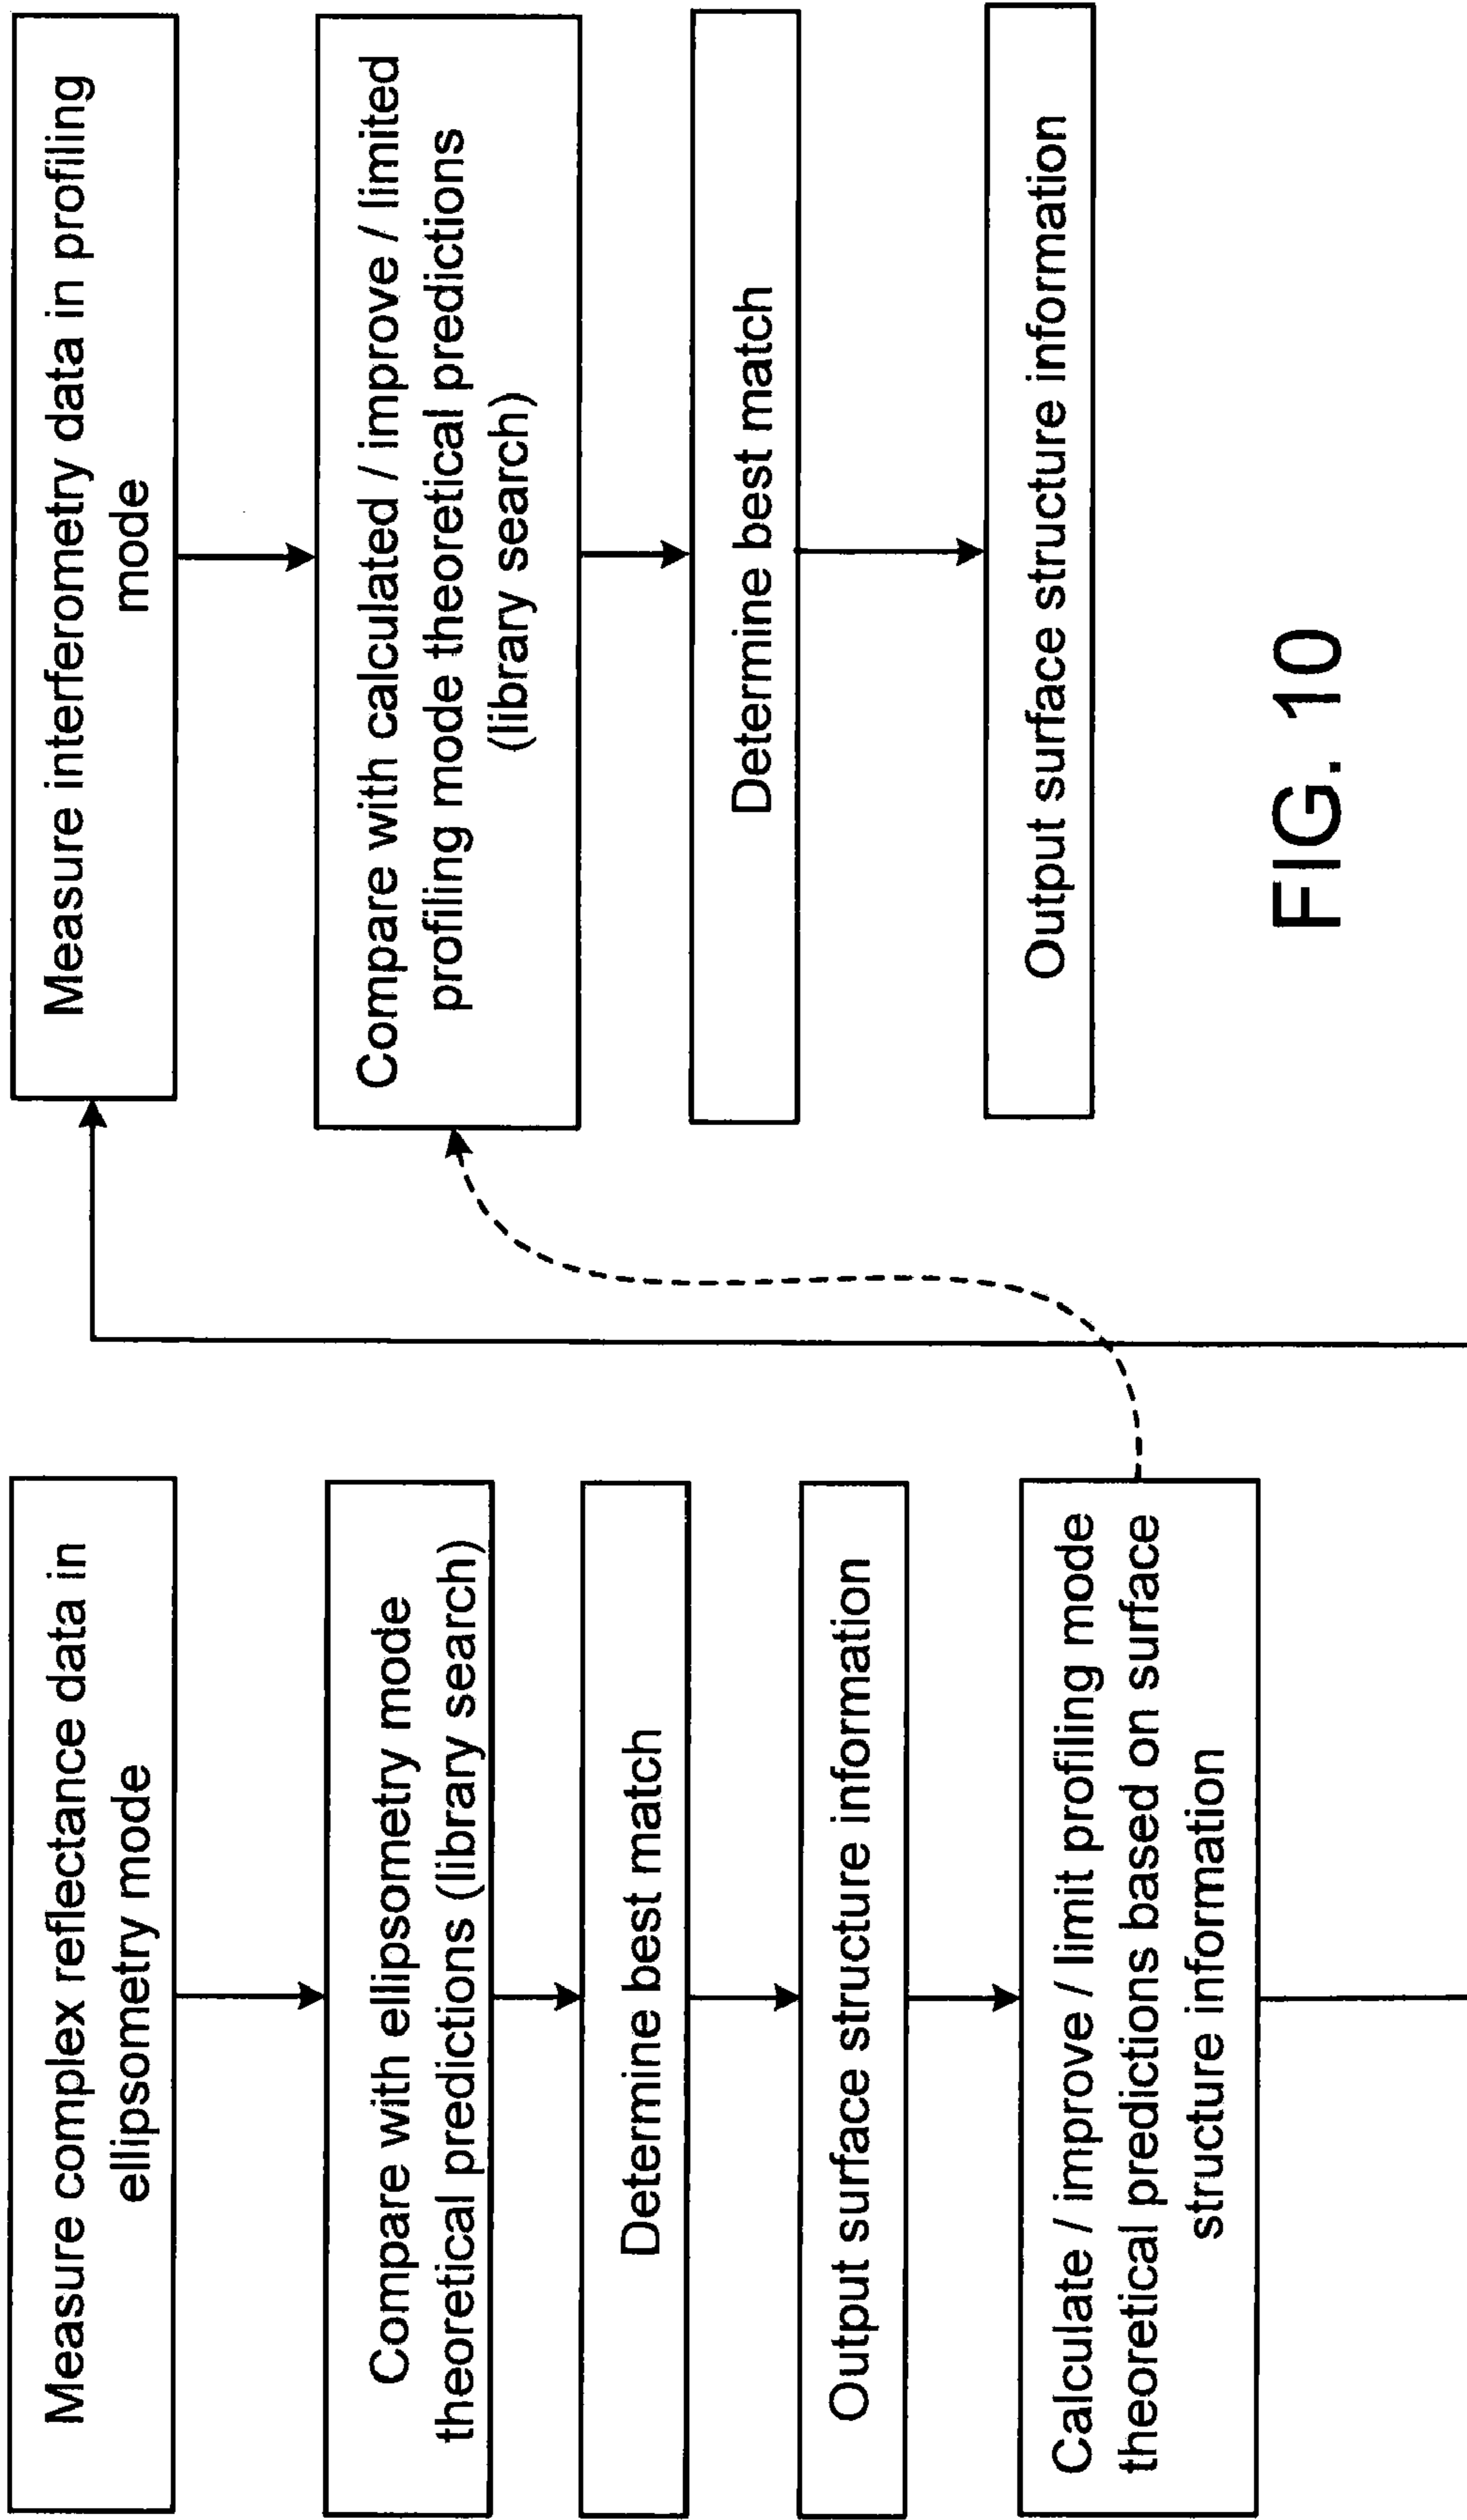 Measure complex reflectance data in
ellipsometry mode
Compare with ellipsometry mode
theoretical predictions (library search)
Determine best match
Output surface structure information
Calculate / improve / limit profiling mode
theoretical predictions based on surface
structure information
Measure interferometry data in profiling
mode
Compare with calculated / improve / limited
profiling mode theoretical predictions
(library search)
Determine best match
Output surface structure information
FIG. 10